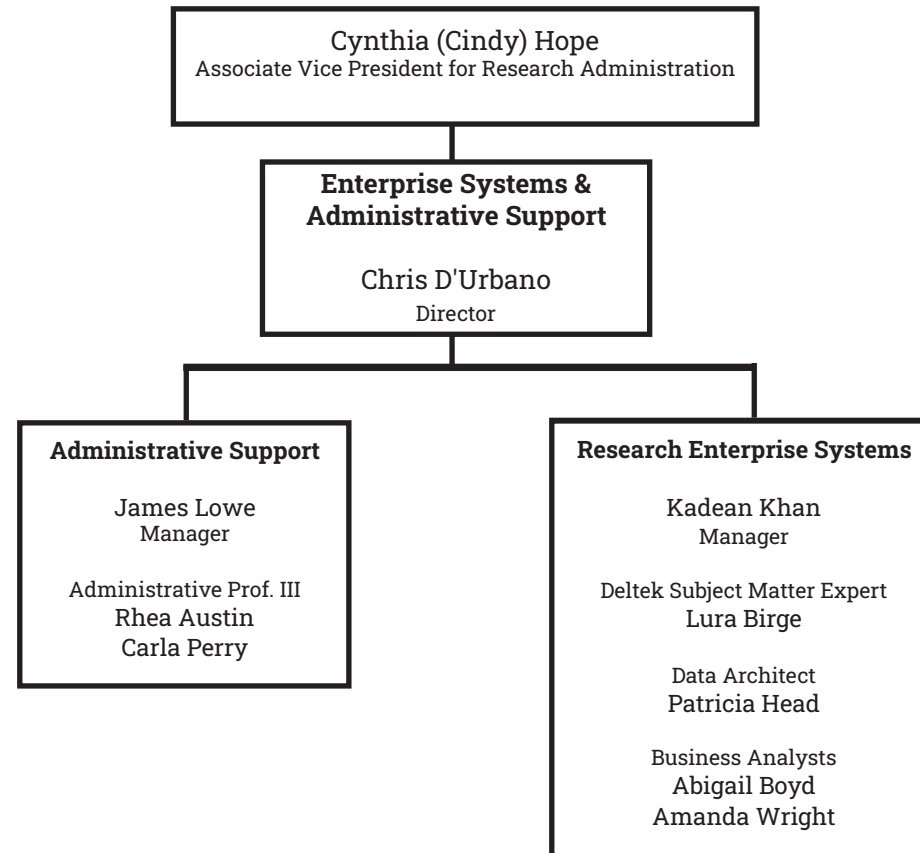 Cynthia (Cindy) Hope
Associate Vice President for Research Administration
Enterprise Systems &
Administrative Support
Chris D'Urbano
Director
Administrative Support
James Lowe
Manager
Administrative Prof. III
Rhea Austin
Carla Perry
Research Enterprise Systems
Kadean Khan
Manager
Deltek Subject Matter Expert
Lura Birge
Data Architect
Patricia Head
Business Analysts
Abigail Boyd
Amanda Wright